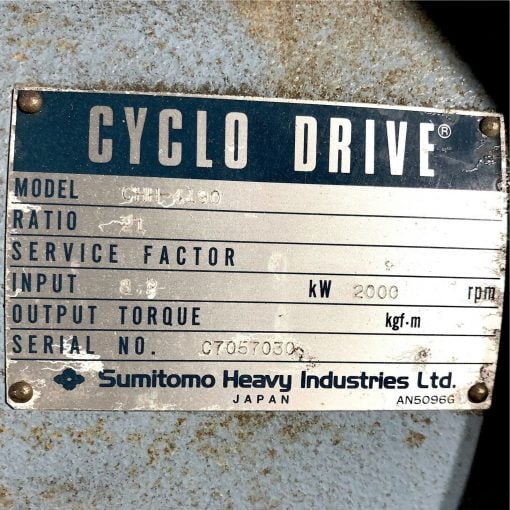 CYCLO DRIVE®
MODEL
RATIO
SERVICE FACTOR
INPUT kW 2000 rpm
OUTPUT TORQUE kgf·m
SERIAL NO. C7057030
Sumitomo Heavy Industries Ltd.
JAPAN AN5096G